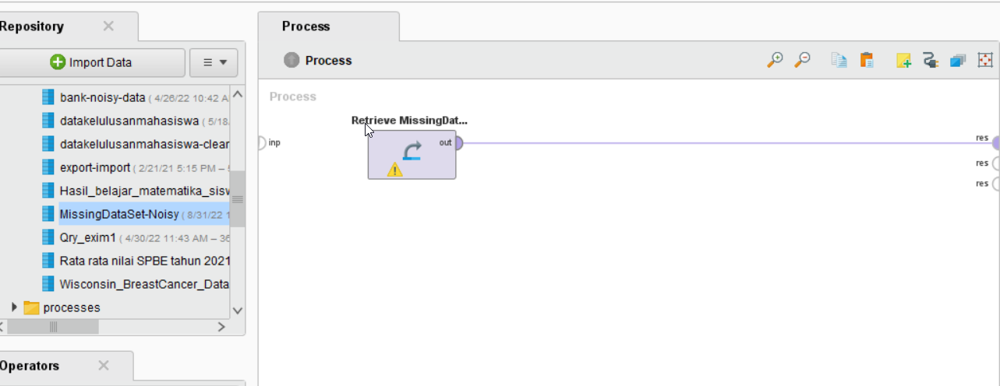 Repository
Import Data
bank-noisy-data ( 4/26/22 10:42 A
datakelulusanmahasiswa ( 5/18
datakelulusanmahasiswa-clear
export-import ( 2/21/21 5:15 PM –
Hasil_belajar_matematika_sisw
MissingDataSet-Noisy ( 8/31/22 1
Qry_exim1 ( 4/30/22 11:43 AM – 36
Rata rata nilai SPBE tahun 2021
Wisconsin_BreastCancer_Data
processes
Operators
Process
Process
Process
Retrieve MissingDat...
inp
out
res
res
res